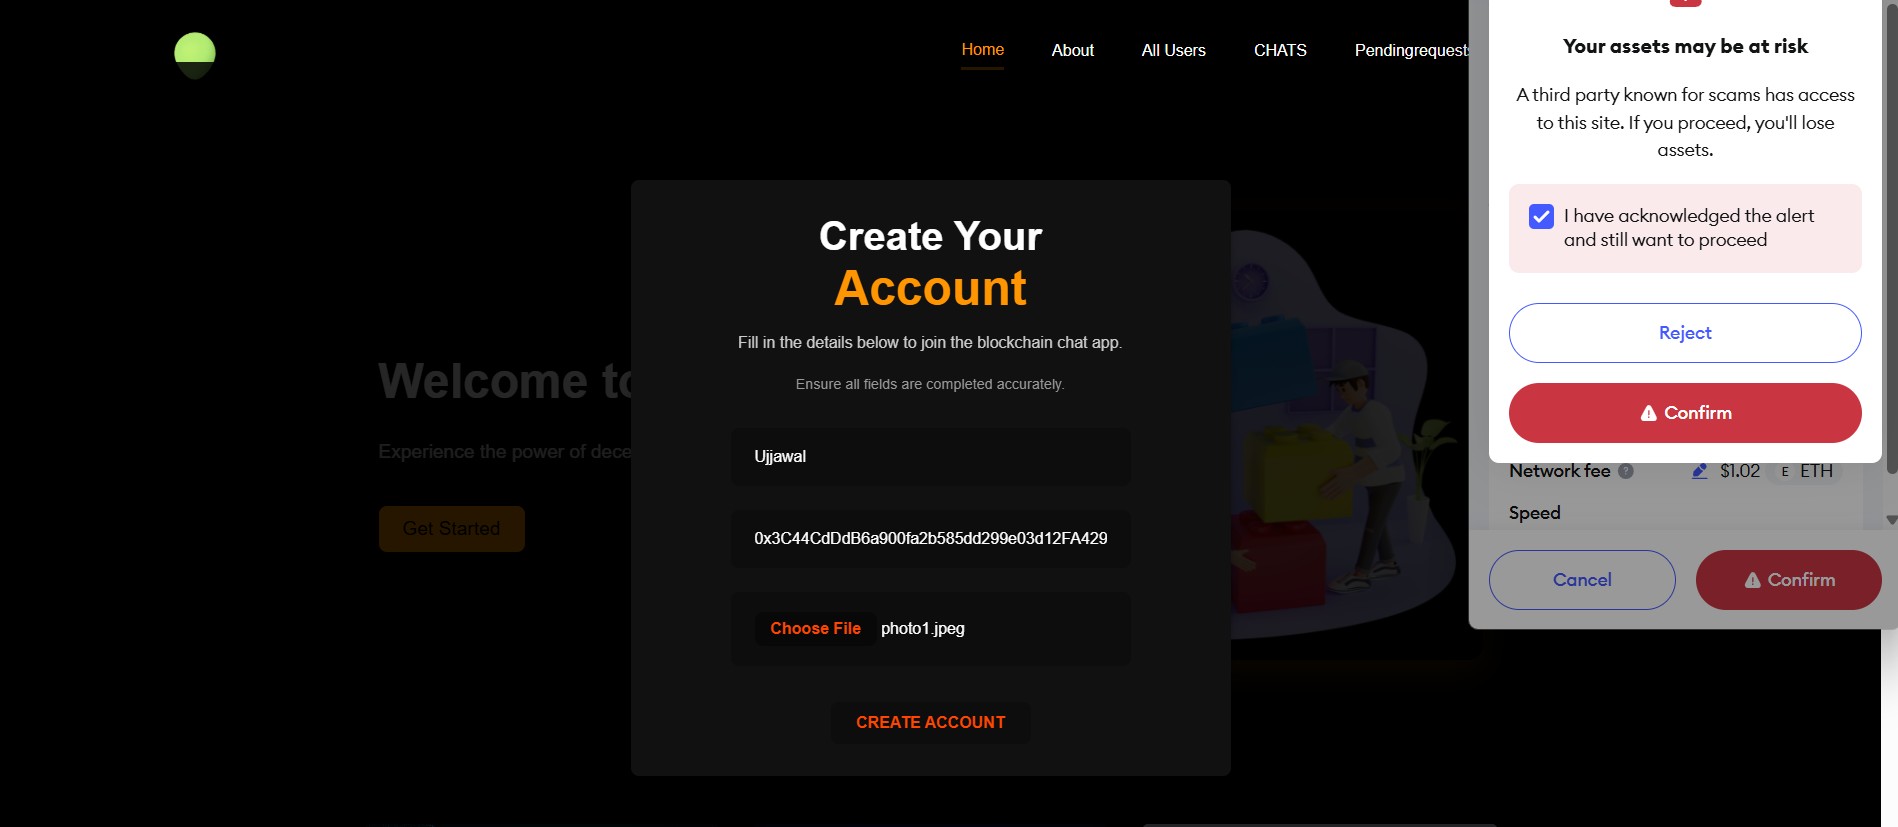 Home
About
All Users
CHATS
Pendingrequests
Welcome to
Experience the power of dece
Get Started
Create Your
Account
Fill in the details below to join the blockchain chat app.
Ensure all fields are completed accurately.
Ujjawal
0x3C44CdDdB6a900fa2b585dd299e03d12FA429
Choose File photo1.jpeg
CREATE ACCOUNT
Your assets may be at risk
A third party known for scams has access
to this site. If you proceed, you'll lose
assets.
I have acknowledged the alert
and still want to proceed
Reject
Confirm
Network fee ? $1.02 E ETH
Speed
Cancel
Confirm